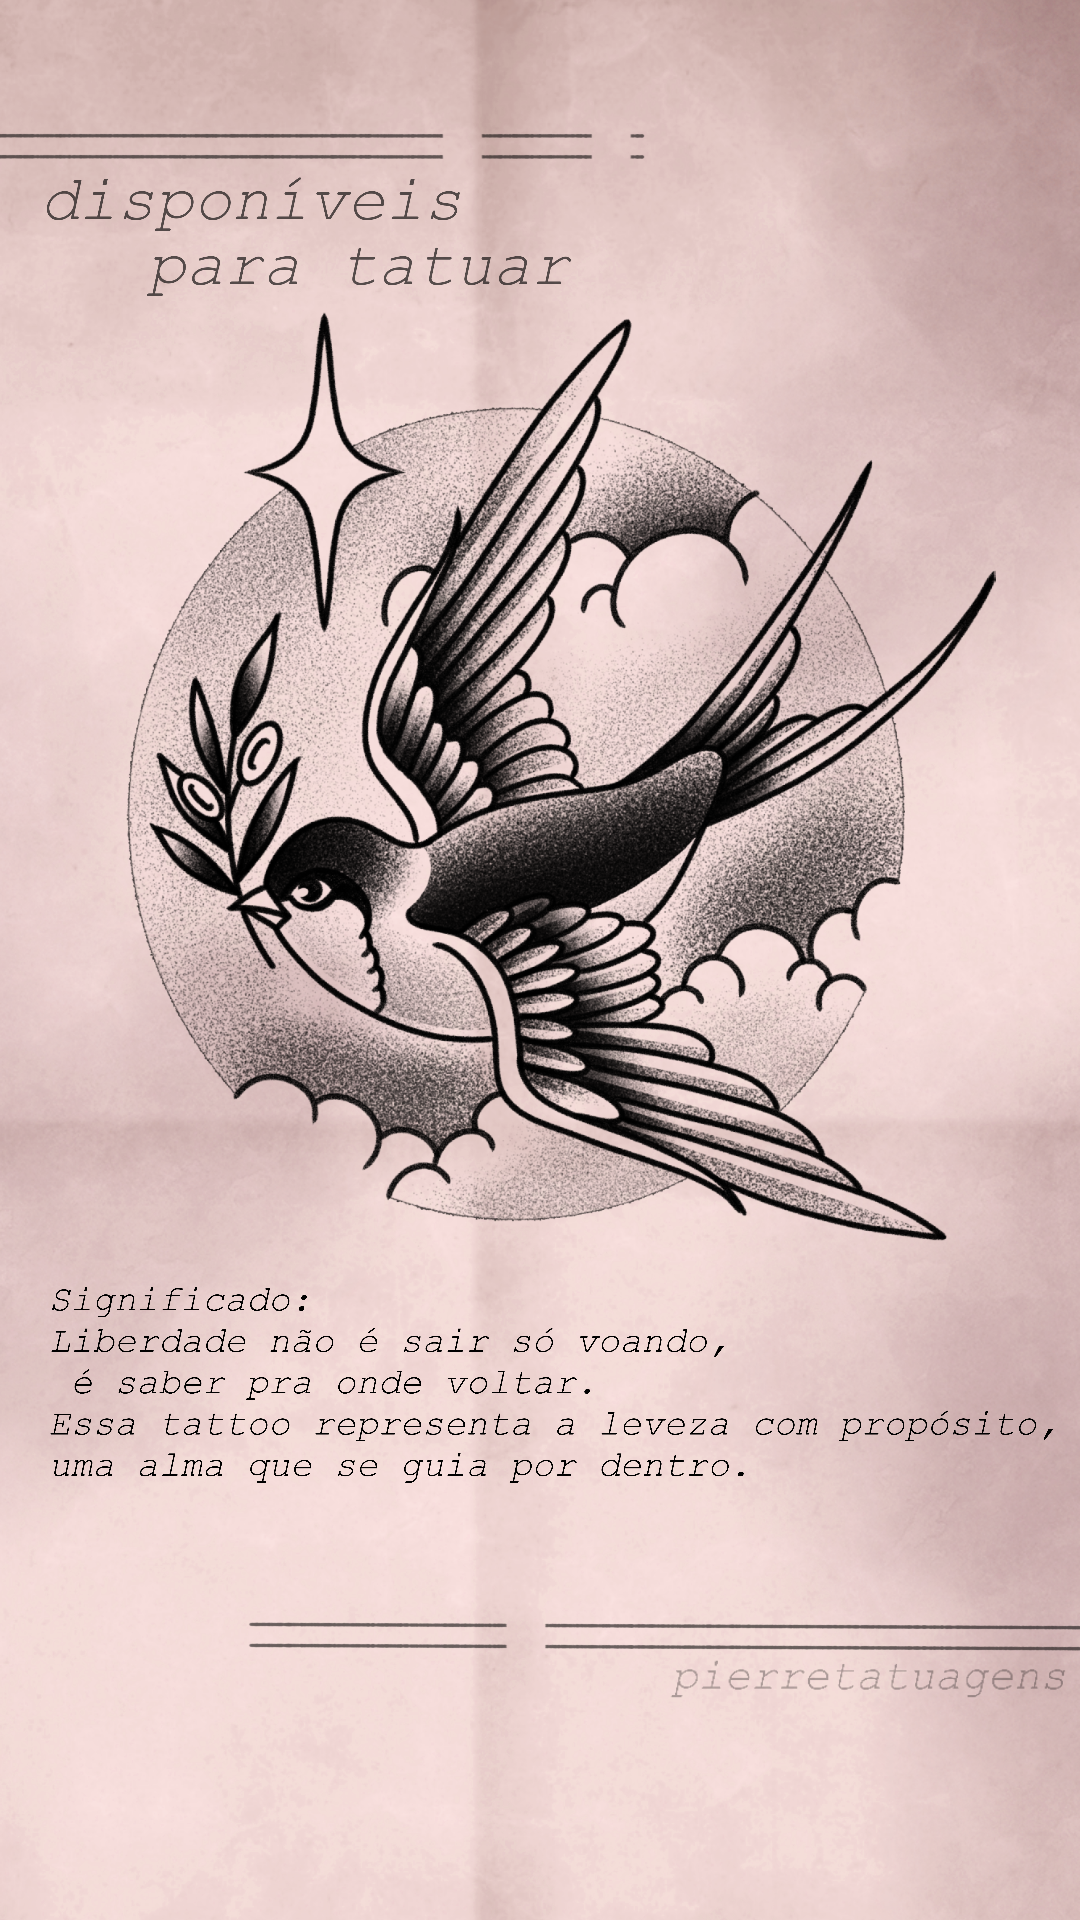 disponíveis
para tatuar
Significado:
Liberdade não é sair só voando,
é saber pra onde voltar.
Essa tattoo representa a leveza com propósito,
uma alma que se guia por dentro.
pierretatuagens